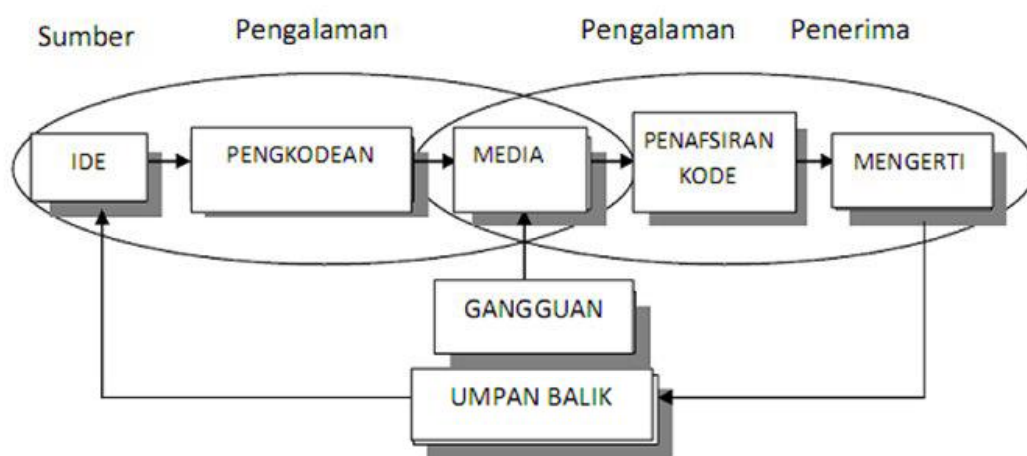 Sumber
Pengalaman
Pengalaman
Penerima
IDE
PENGKODEAN
MEDIA
PENAFSIRAN
KODE
MENGERTI
GANGGUAN
UMPAN BALIK